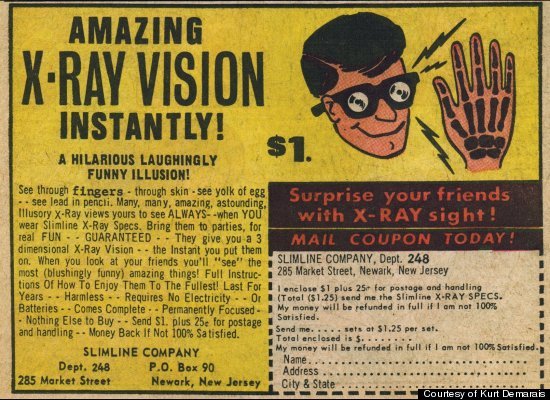 AMAZING
X-RAY VISION
INSTANTLY!
A HILARIOUS LAUGHINGLY
FUNNY ILLUSION!
See through fingers - through skin - see yolk of egg
- - see lead in pencil. Many, many, amazing, astounding,
Illusory X-Ray views yours to see ALWAYS- -when YOU
wear Slimline X-Ray Specs. Bring them to parties, for
real FUN - - GUARANTEED - - They give you a 3
dimensional X-Ray Vision - - the Instant you put them
on. When you look at your friends you'll "see" the
most (blushingly funny) amazing things! Full Instruc-
tions Of How To Enjoy Them To The Fullest! Last For
Years - - Harmless - - Requires No Electricity - - Or
Batteries - - Comes Complete - - Permanently Focused -
- Nothing Else to Buy - - Send $1. plus 25¢ for postage
and handling - - Money Back If Not 100% Satisfied.
SLIMLINE COMPANY
Dept. 248 P.O. Box 90
285 Market Street Newark, New Jersey
$1.
Surprise your friends
with X-RAY sight!
MAIL COUPON TODAY!
SLIMLINE COMPANY, Dept. 248
285 Market Street, Newark, New Jersey
I enclose $1 plus 25¢ for postage and handling
(Total ($1.25) send me the Slimline X-RAY SPECS.
My money will be refunded in full if I am not 100%
Satisfied.
Send me..... sets at $1.25 per set.
Total enclosed is $........
My money will be refunded in full if I am not 100% Satisfied.
Name
Address
City & State
Courtesy of Kurt Demarais